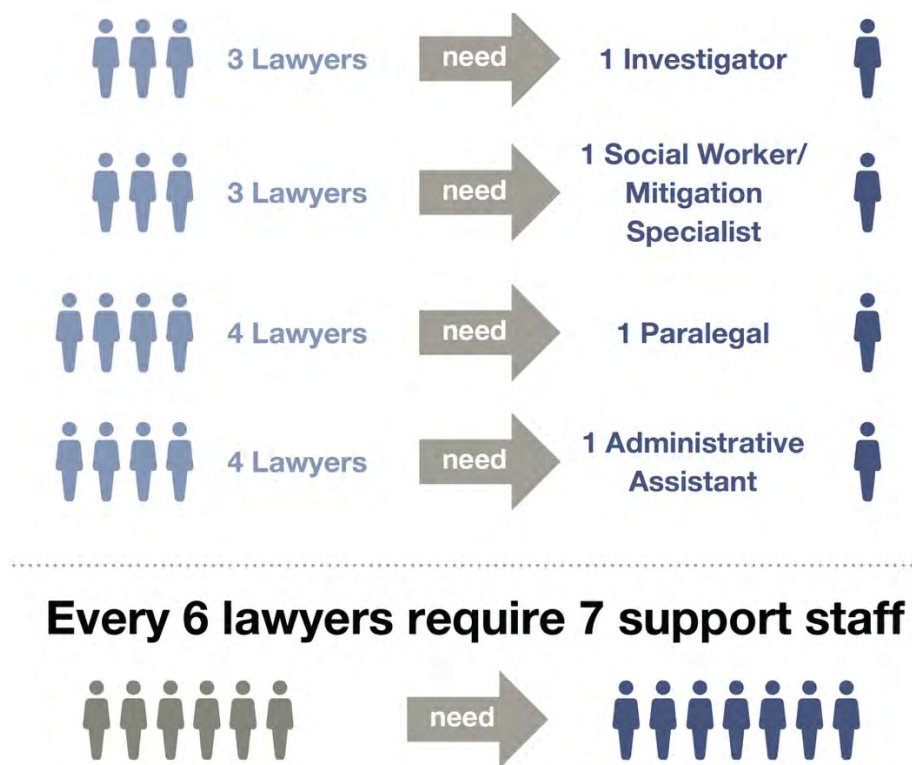 3 Lawyers need 1 Investigator
1 Social Worker/
3 Lawyers need Mitigation
Specialist
4 Lawyers need 1 Paralegal
4 Lawyers need 1 Administrative
Assistant
Every 6 lawyers require 7 support staff
need